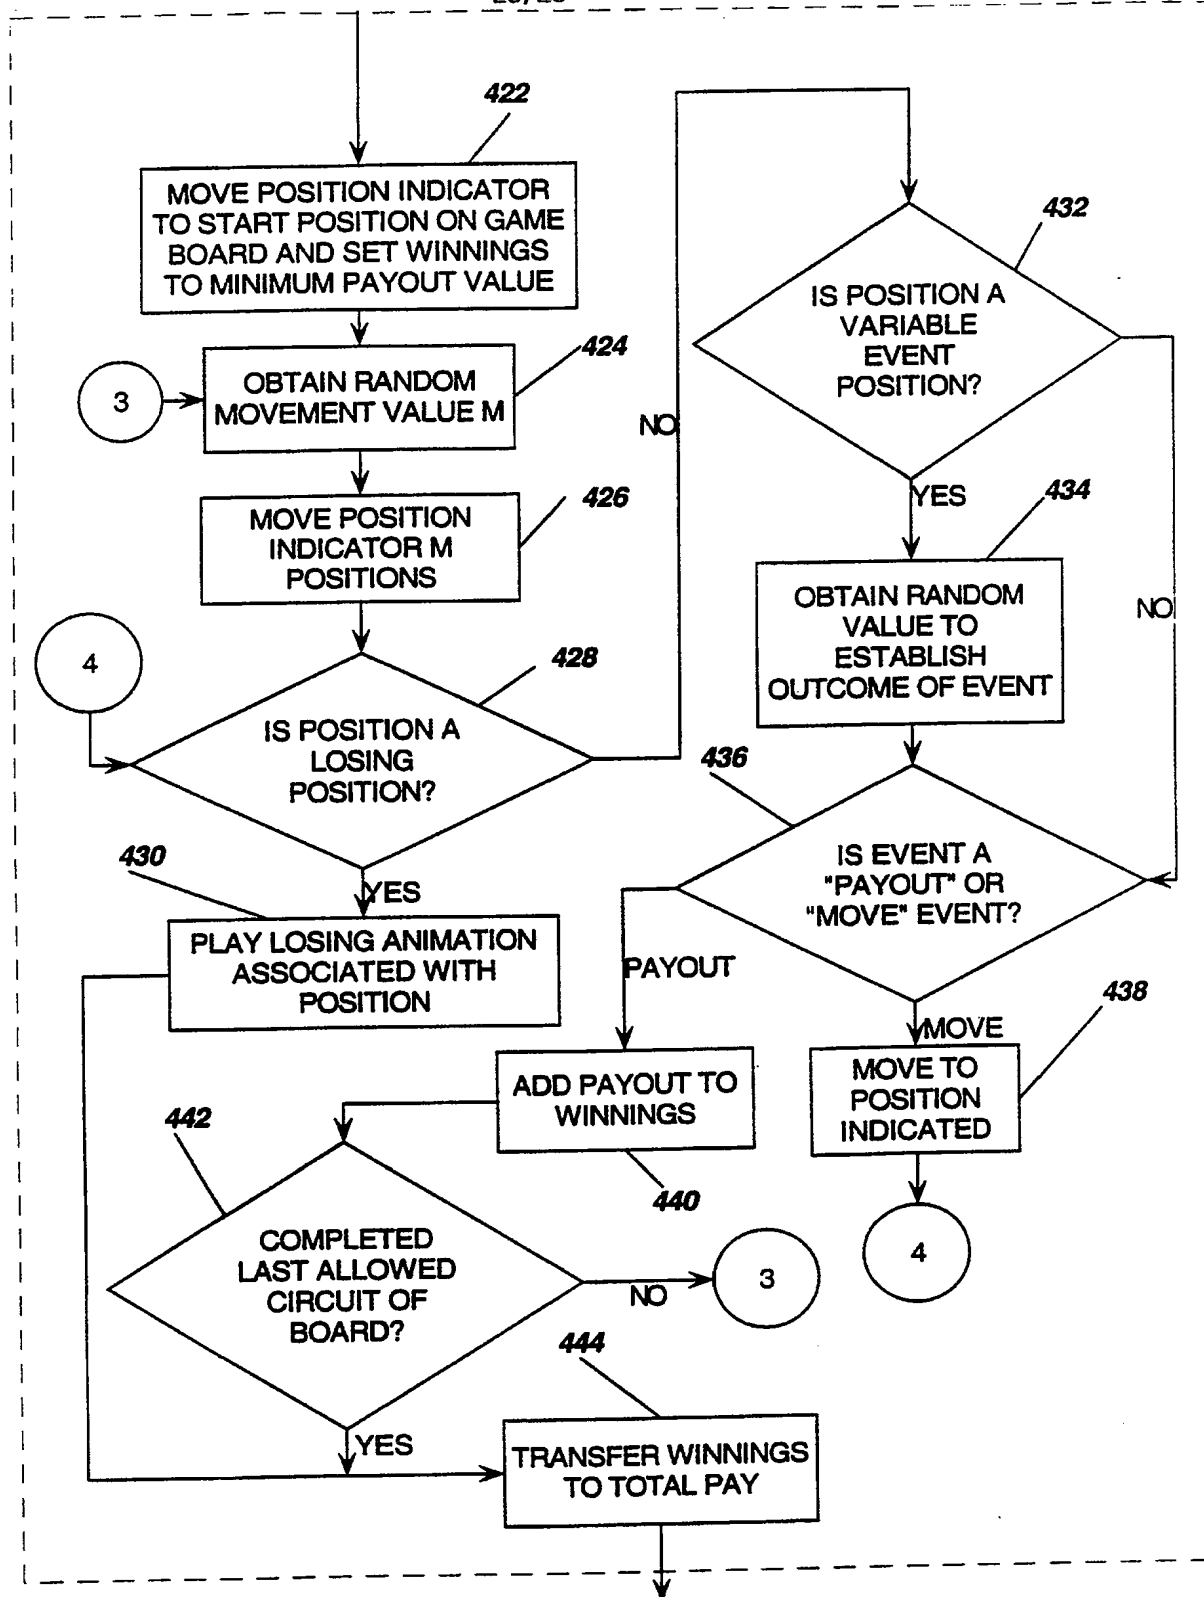 422
MOVE POSITION INDICATOR
TO START POSITION ON GAME
BOARD AND SET WINNINGS
TO MINIMUM PAYOUT VALUE
424
3
OBTAIN RANDOM
MOVEMENT VALUE M
426
MOVE POSITION
INDICATOR M
POSITIONS
4
428
IS POSITION A
LOSING
POSITION?
NO
430
YES
PLAY LOSING ANIMATION
ASSOCIATED WITH
POSITION
432
IS POSITION A
VARIABLE
EVENT
POSITION?
YES
NO
434
OBTAIN RANDOM
VALUE TO
ESTABLISH
OUTCOME OF EVENT
436
IS EVENT A
"PAYOUT" OR
"MOVE" EVENT?
PAYOUT
MOVE
438
MOVE TO
POSITION
INDICATED
4
ADD PAYOUT TO
WINNINGS
440
442
COMPLETED
LAST ALLOWED
CIRCUIT OF
BOARD?
NO
3
YES
444
TRANSFER WINNINGS
TO TOTAL PAY